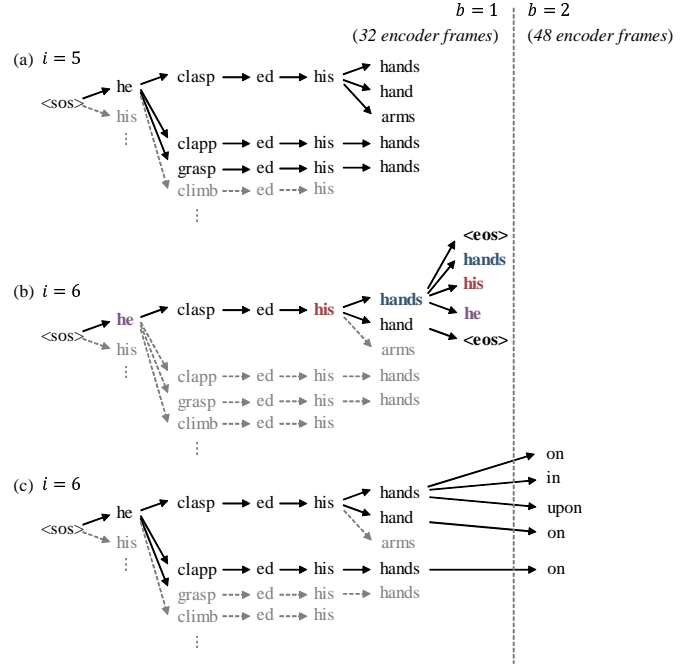 b = 1 b = 2
(32 encoder frames) (48 encoder frames)
(a) i = 5
<sos> he clasp ed his hands
his hand
⋮ arms
clapp ed his hands
grasp ed his hands
climb ed his
⋮
(b) i = 6
<eos>
hands
<sos> he clasp ed his hands his
his hand he
⋮ arms <eos>
clapp ed his hands
grasp ed his hands
climb ed his
⋮
(c) i = 6
on
in
<sos> he clasp ed his hands upon
his hand on
⋮ arms
clapp ed his hands on
grasp ed his hands
climb ed his
⋮